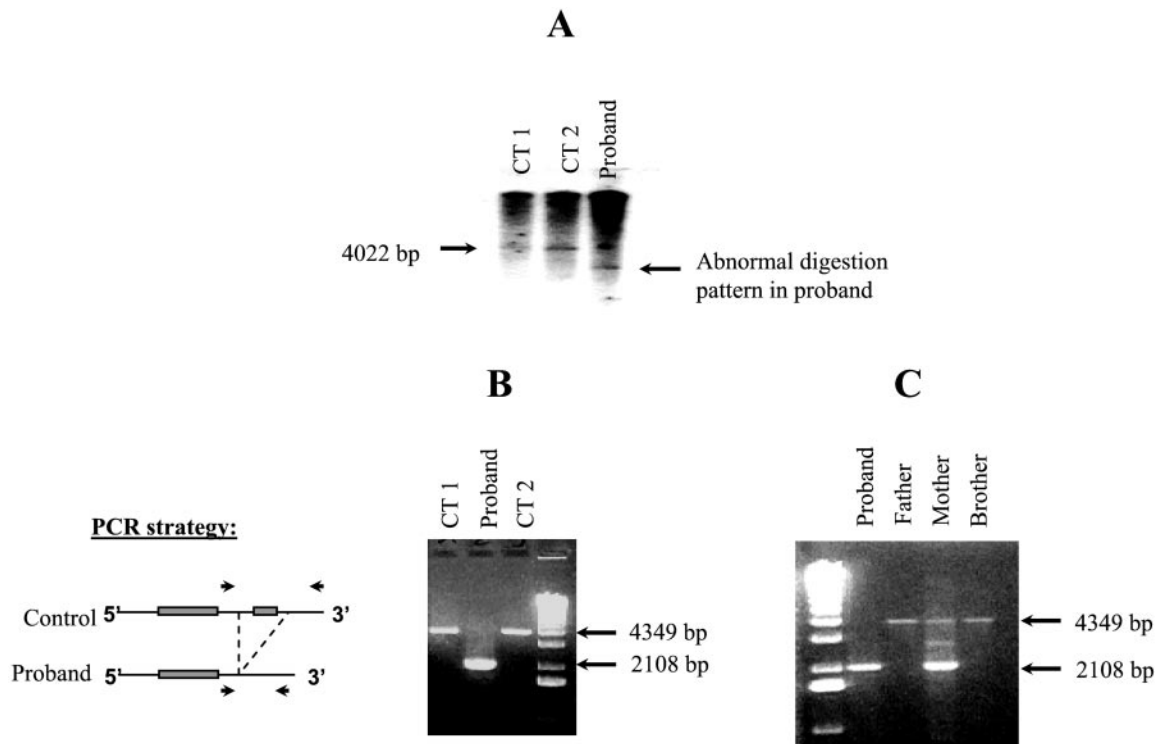 A
CT 1
CT 2
Proband
4022 bp
Abnormal digestion
pattern in proband
B
CT 1
Proband
CT 2
4349 bp
2108 bp
PCR strategy:
Control 5' 3'
Proband 5' 3'
C
Proband
Father
Mother
Brother
4349 bp
2108 bp